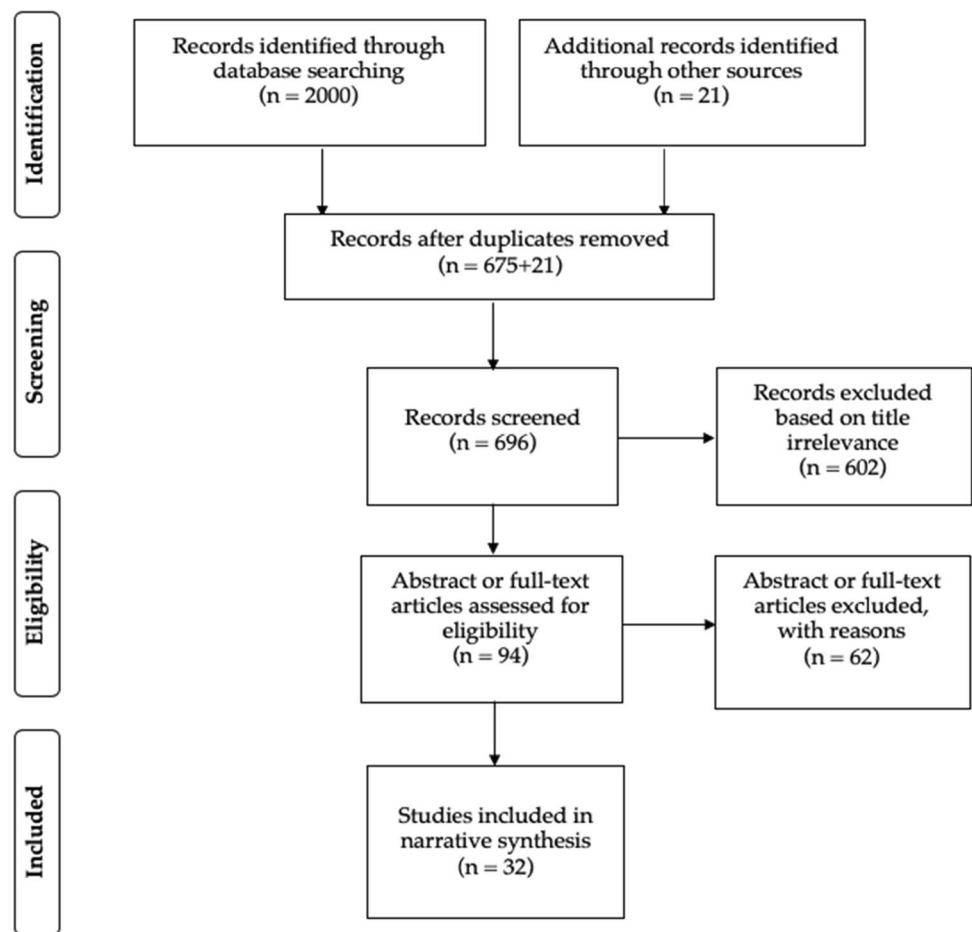 Identification
Records identified through
database searching
(n = 2000)
Additional records identified
through other sources
(n = 21)
Records after duplicates removed
(n = 675+21)
Screening
Records screened
(n = 696)
Records excluded
based on title
irrelevance
(n = 602)
Eligibility
Abstract or full-text
articles assessed for
eligibility
(n = 94)
Abstract or full-text
articles excluded,
with reasons
(n = 62)
Included
Studies included in
narrative synthesis
(n = 32)